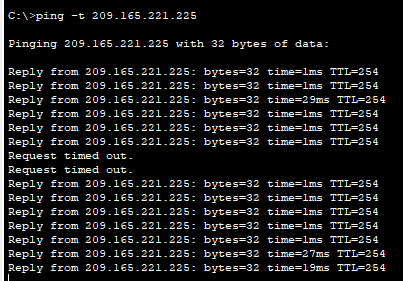 C:\>ping -t 209.165.221.225
Pinging 209.165.221.225 with 32 bytes of data:
Reply from 209.165.221.225: bytes=32 time=1ms TTL=254
Reply from 209.165.221.225: bytes=32 time=1ms TTL=254
Reply from 209.165.221.225: bytes=32 time=29ms TTL=254
Reply from 209.165.221.225: bytes=32 time=1ms TTL=254
Reply from 209.165.221.225: bytes=32 time=1ms TTL=254
Reply from 209.165.221.225: bytes=32 time=1ms TTL=254
Request timed out.
Request timed out.
Reply from 209.165.221.225: bytes=32 time=1ms TTL=254
Reply from 209.165.221.225: bytes=32 time=1ms TTL=254
Reply from 209.165.221.225: bytes=32 time=1ms TTL=254
Reply from 209.165.221.225: bytes=32 time=1ms TTL=254
Reply from 209.165.221.225: bytes=32 time=1ms TTL=254
Reply from 209.165.221.225: bytes=32 time=27ms TTL=254
Reply from 209.165.221.225: bytes=32 time=19ms TTL=254